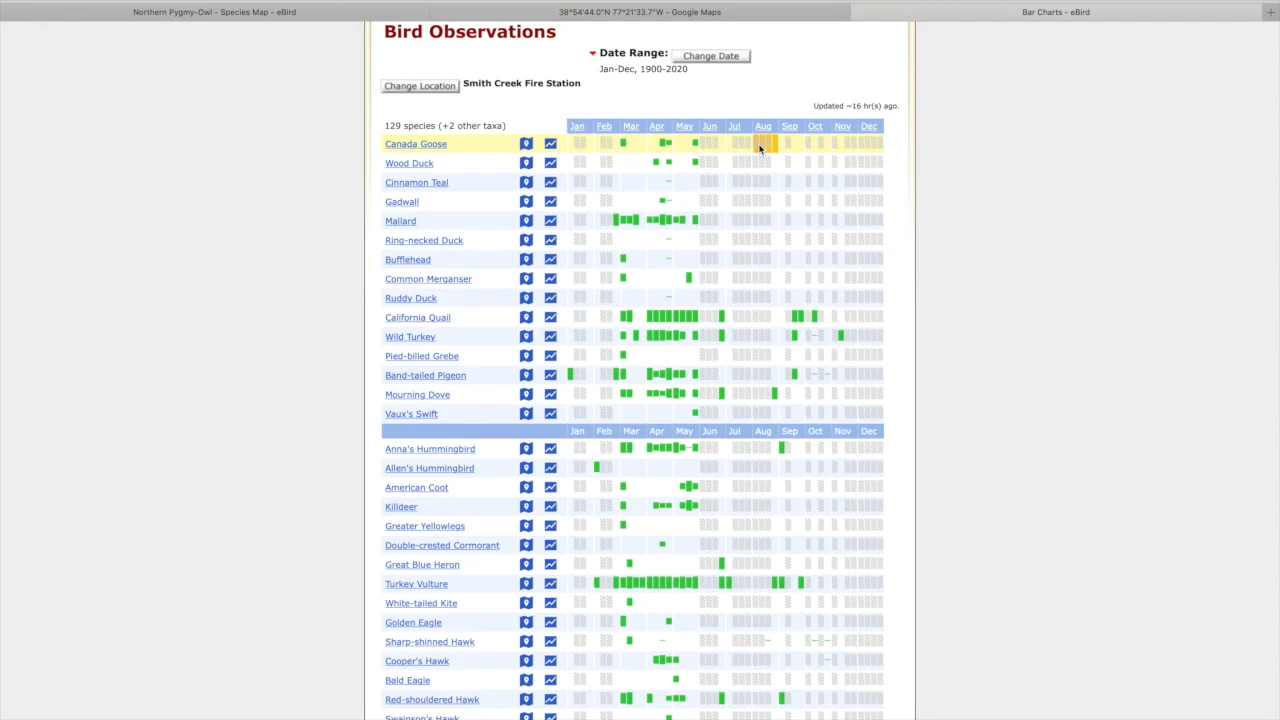 Northern Pygmy-Owl - Species Map - eBird
38°54'44.0"N 77°21'33.7"W - Google Maps
Bar Charts - eBird
Bird Observations
Date Range: Change Date
Jan-Dec, 1900-2020
Change Location Smith Creek Fire Station
Updated ~16 hr(s) ago.
129 species (+2 other taxa) Jan Feb Mar Apr May Jun Jul Aug Sep Oct Nov Dec
Canada Goose
Wood Duck
Cinnamon Teal
Gadwall
Mallard
Ring-necked Duck
Bufflehead
Common Merganser
Ruddy Duck
California Quail
Wild Turkey
Pied-billed Grebe
Band-tailed Pigeon
Mourning Dove
Vaux's Swift
Jan Feb Mar Apr May Jun Jul Aug Sep Oct Nov Dec
Anna's Hummingbird
Allen's Hummingbird
American Coot
Killdeer
Greater Yellowlegs
Double-crested Cormorant
Great Blue Heron
Turkey Vulture
White-tailed Kite
Golden Eagle
Sharp-shinned Hawk
Cooper's Hawk
Bald Eagle
Red-shouldered Hawk
Swainson's Hawk